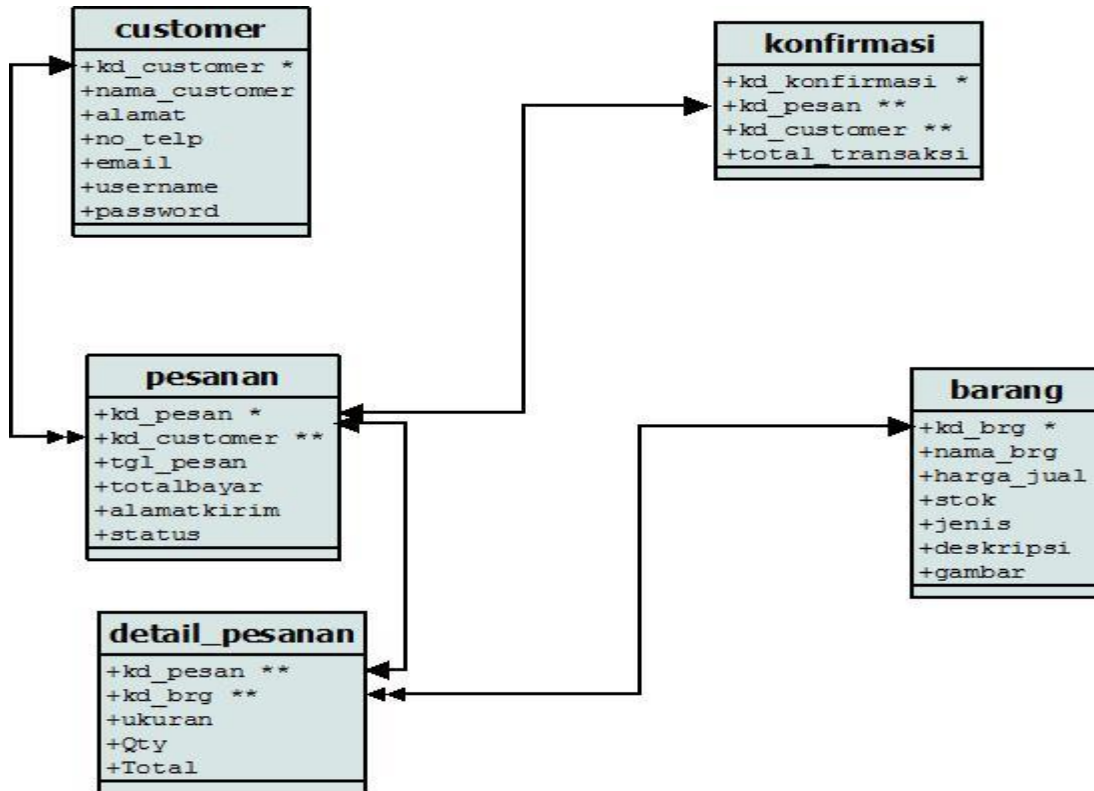 customer
+kd_customer *
+nama_customer
+alamat
+no_telp
+email
+username
+password
konfirmasi
+kd_konfirmasi *
+kd_pesan **
+kd_customer **
+total_transaksi
pesanan
+kd_pesan *
+kd_customer **
+tgl_pesan
+totalbayar
+alamatkirim
+status
barang
+kd_brg *
+nama_brg
+harga_jual
+stok
+jenis
+deskripsi
+gambar
detail_pesanan
+kd_pesan **
+kd_brg **
+ukuran
+Qty
+Total